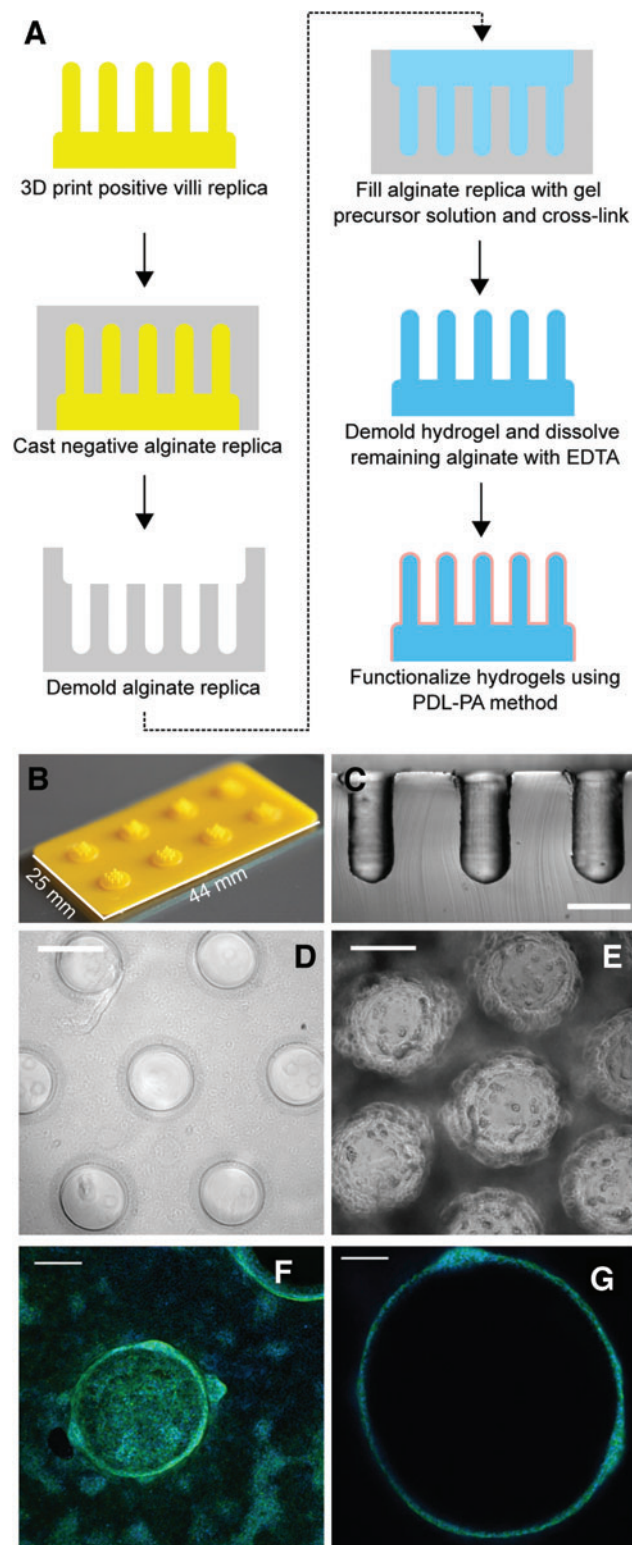 A
3D print positive villi replica
Cast negative alginate replica
Demold alginate replica
Fill alginate replica with gel
precursor solution and cross-link
Demold hydrogel and dissolve
remaining alginate with EDTA
Functionalize hydrogels using
PDL-PA method
B
25 mm
44 mm
C
D
E
F
G